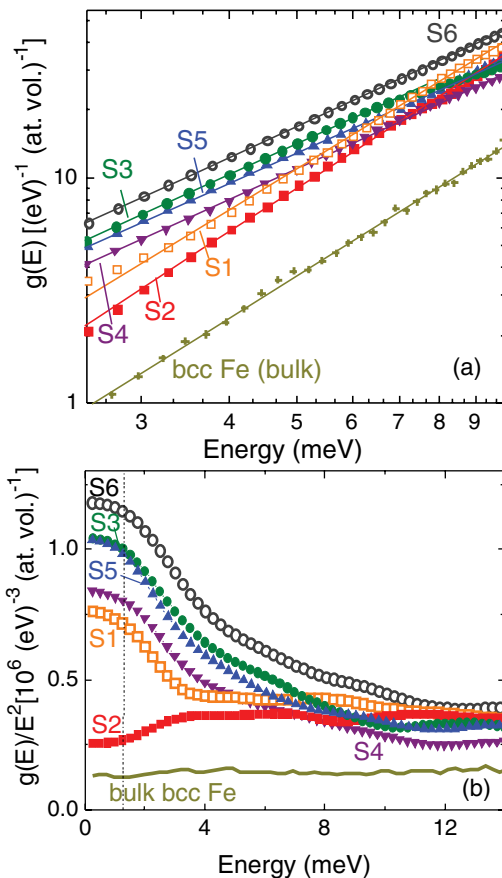 S6
S3
S5
10
S1
S4
S2
bcc Fe (bulk)
(a)
1
3 4 5 6 7 8 9
Energy (meV)
g(E) [(eV)⁻¹ (at. vol.)⁻¹
S6
S3
1.0
S5
S1
0.5
S2
S4
bulk bcc Fe
(b)
0.0
0 4 8 12
Energy (meV)
g(E)/E²[10⁶ (eV)⁻³ (at. vol.)⁻¹